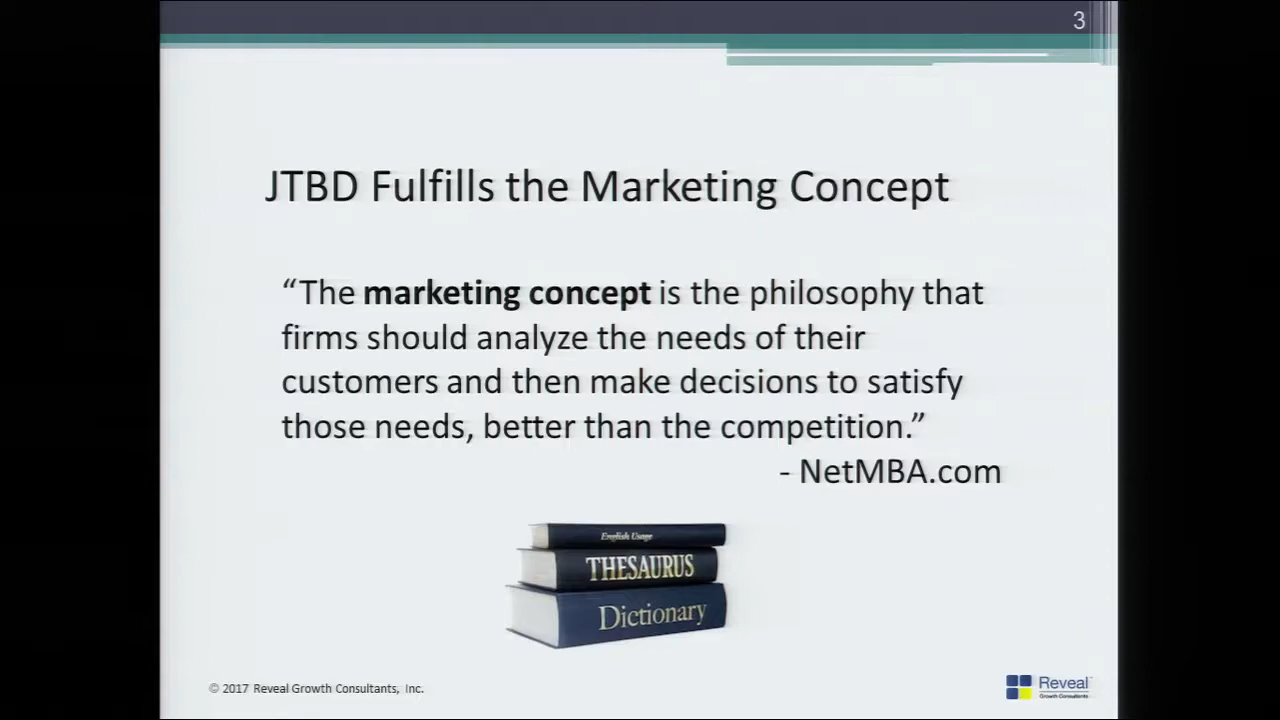 3
JTBD Fulfills the Marketing Concept
“The marketing concept is the philosophy that
firms should analyze the needs of their
customers and then make decisions to satisfy
those needs, better than the competition.”
- NetMBA.com
English Usage
THESAURUS
Dictionary
© 2017 Reveal Growth Consultants, Inc.
Reveal
Growth Consultants